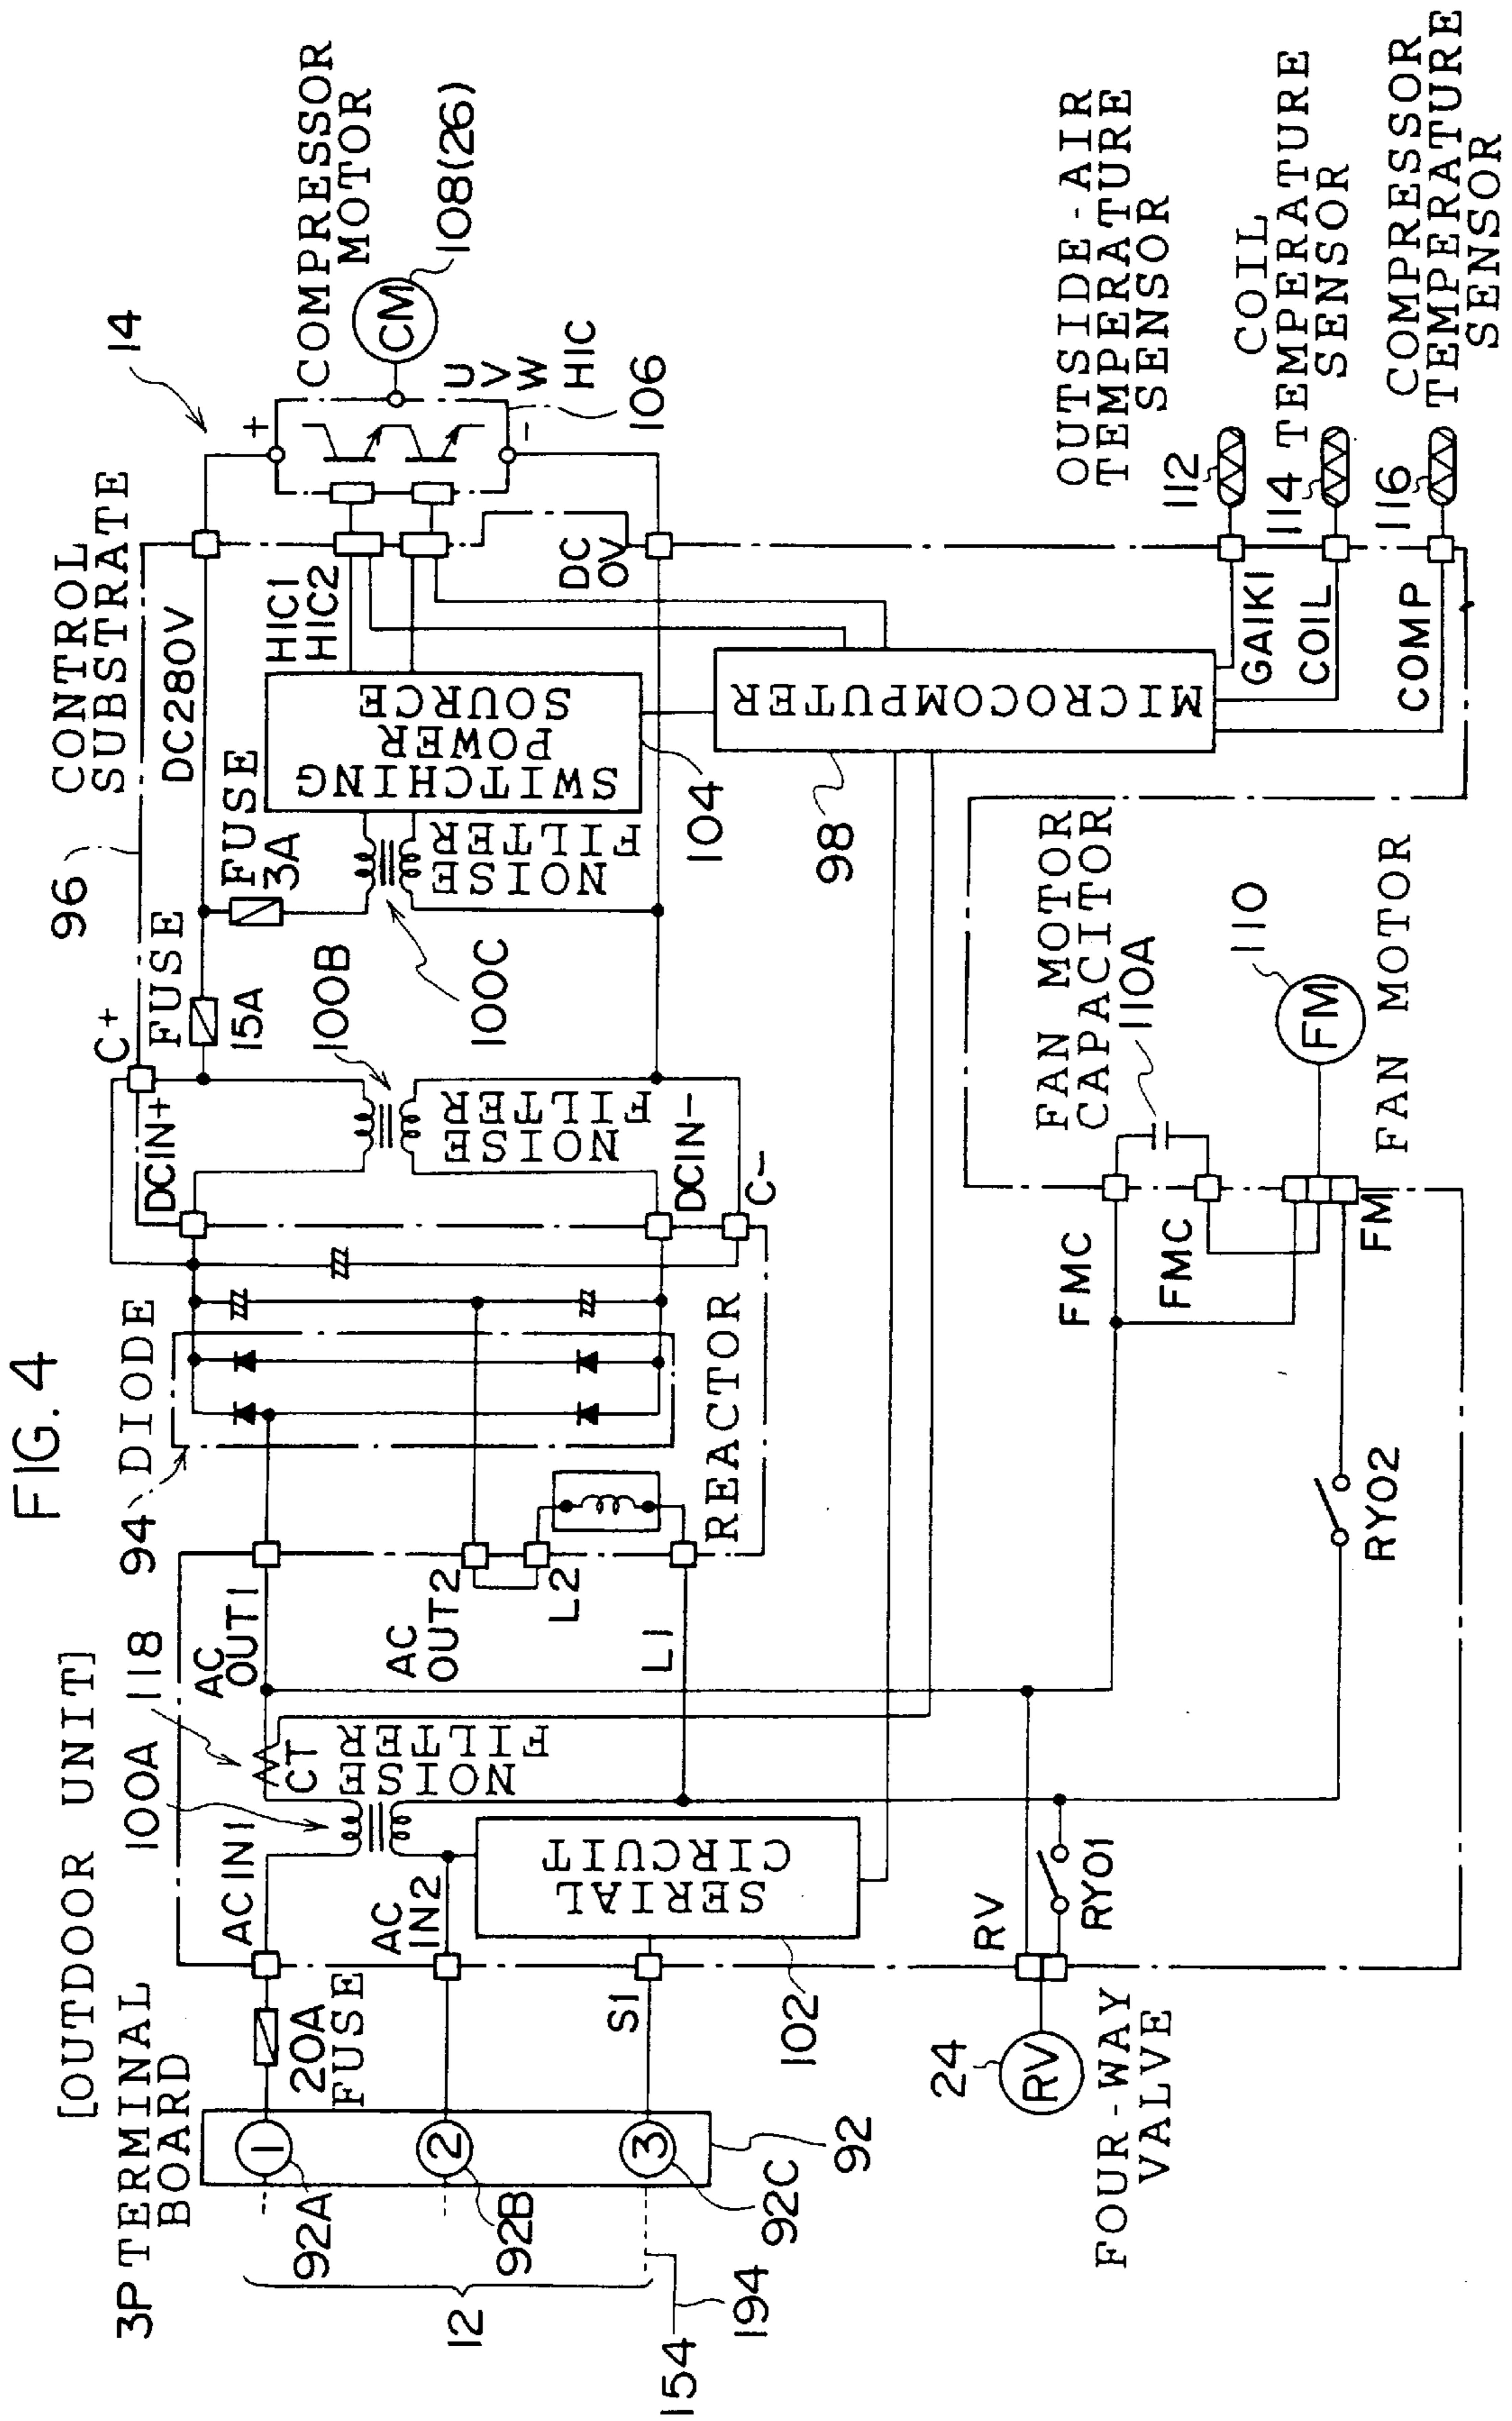 FIG. 4
[OUTDOOR UNIT]
3P TERMINAL
BOARD
12
154
194
92A
92B
92C
92
1
2
3
20A
FUSE
S1
AC IN1
AC
IN2
100A
118
CT
NOISE
FILTER
SERIAL
CIRCUIT
102
24
RV
RV
FOUR-WAY
VALVE
RY01
AC
OUT1
AC
OUT2
L2
L1
94
DIODE
REACTOR
DCIN+
DCIN-
C+
C-
NOISE
FILTER
100B
FUSE
15A
96
CONTROL
SUBSTRATE
FUSE
3A
DC280V
NOISE
FILTER
100C
SWITCHING
POWER
SOURCE
104
HIC1
HIC2
DC
0V
14
+
-
U
V
W
HIC
106
COMPRESSOR
MOTOR
CM
108(26)
MICROCOMPUTER
98
GAIKI
COIL
COMP
112
OUTSIDE-AIR
TEMPERATURE
SENSOR
114
COIL
TEMPERATURE
SENSOR
116
COMPRESSOR
TEMPERATURE
SENSOR
RY02
FMC
FMC
FM
FAN MOTOR
CAPACITOR
110A
110
FM
FAN MOTOR